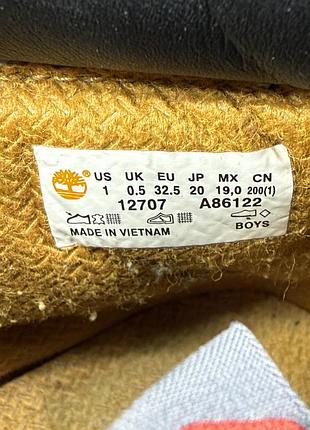 US UK EU JP MX CN
1 0.5 32.5 20 19,0 200(1)
12707 A86122
BOYS
MADE IN VIETNAM